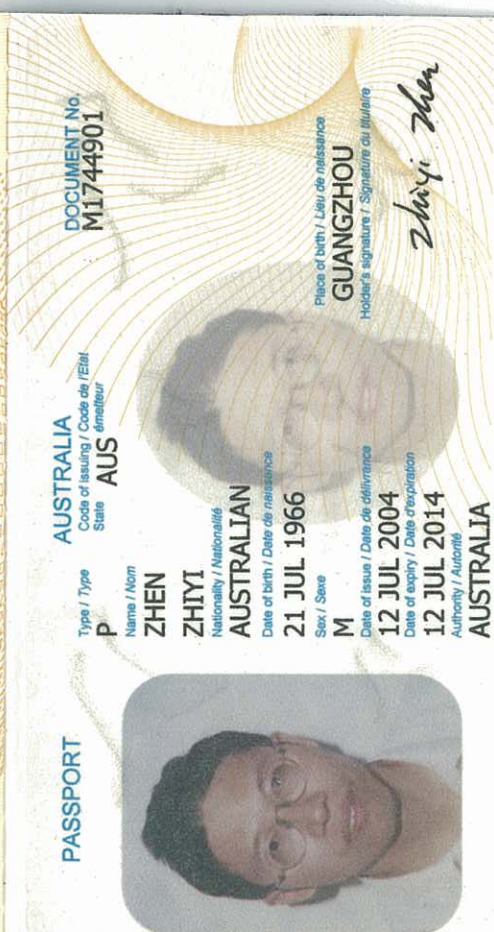 PASSPORT
AUSTRALIA
DOCUMENT No.
Type / Type
Code of issuing / Code de l'Etat
State émetteur
P
AUS
M1744901
Name / Nom
ZHEN
ZHIYI
Nationality / Nationalité
AUSTRALIAN
Date of birth / Date de naissance
21 JUL 1966
Sex / Sexe
Place of birth / Lieu de naissance
M
GUANGZHOU
Date of issue / Date de délivrance
Holder's signature / Signature du titulaire
12 JUL 2004
Date of expiry / Date d'expiration
Zhiyi Zhen
12 JUL 2014
Authority / Autorité
AUSTRALIA